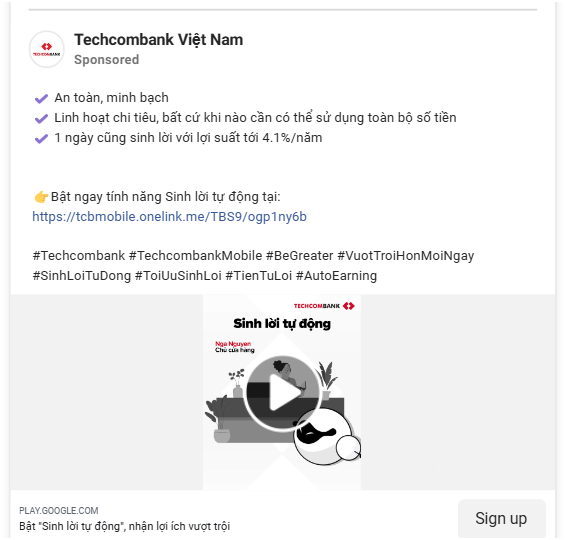 TECHCOMBANK
Techcombank Việt Nam
Sponsored
An toàn, minh bạch
Linh hoạt chi tiêu, bất cứ khi nào cần có thể sử dụng toàn bộ số tiền
1 ngày cũng sinh lời với lợi suất tới 4.1%/năm
👉Bật ngay tính năng Sinh lời tự động tại:
https://tcbmobile.onelink.me/TBS9/ogp1ny6b
#Techcombank #TechcombankMobile #BeGreater #VuotTroiHonMoiNgay
#SinhLoiTuDong #ToiUuSinhLoi #TienTuLoi #AutoEarning
TECHCOMBANK
Sinh lời tự động
Nga Nguyen
Chủ cửa hàng
PLAY.GOOGLE.COM
Bật "Sinh lời tự động", nhận lợi ích vượt trội
Sign up